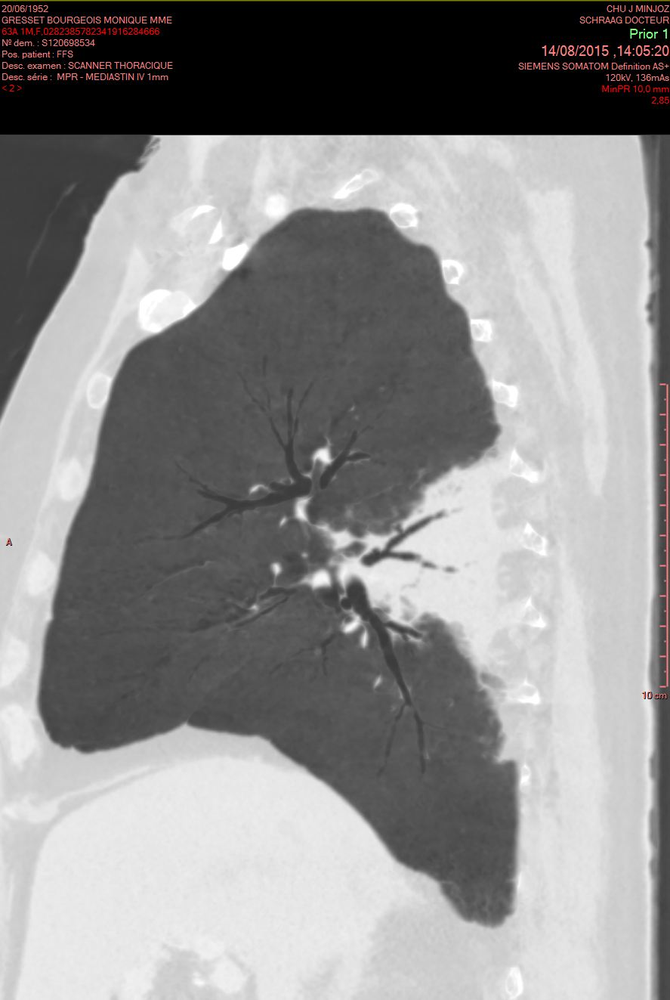 20/06/1952
GRESSET BOURGEOIS MONIQUE MME
63A 1M,F,0282385782341916284666
Nº dem. : S120698534
Pos. patient : FFS
Desc. examen : SCANNER THORACIQUE
Desc. série : MPR - MEDIASTIN IV 1mm
< 2 >
CHU J MINJOZ
SCHRAAG DOCTEUR
Prior 1
14/08/2015 ,14:05:20
SIEMENS SOMATOM Definition AS+
120kV, 136mAs
MinPR 10,0 mm
2,85
A
10 cm